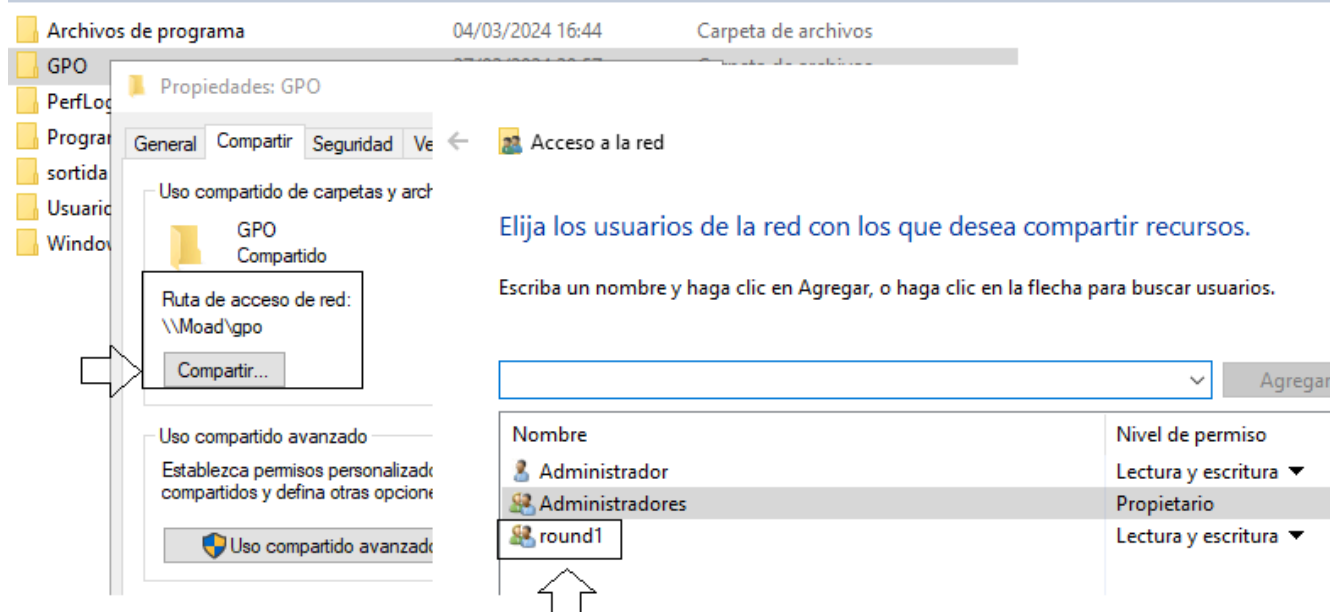 Archivos de programa 04/03/2024 16:44 Carpeta de archivos
GPO
PerfLog
Propiedades: GPO
Prograr
General Compartir Seguridad Ve
Acceso a la red
sortida
Uso compartido de carpetas y arch
Usuario
GPO
Compartido
Window
Elija los usuarios de la red con los que desea compartir recursos.
Ruta de acceso de red:
\\Moad\gpo
Escriba un nombre y haga clic en Agregar, o haga clic en la flecha para buscar usuarios.
Compartir...
Agregar
Uso compartido avanzado
Establezca permisos personalizado
compartidos y defina otras opcione
Uso compartido avanzado
Nombre Nivel de permiso
Administrador Lectura y escritura
Administradores Propietario
round1 Lectura y escritura